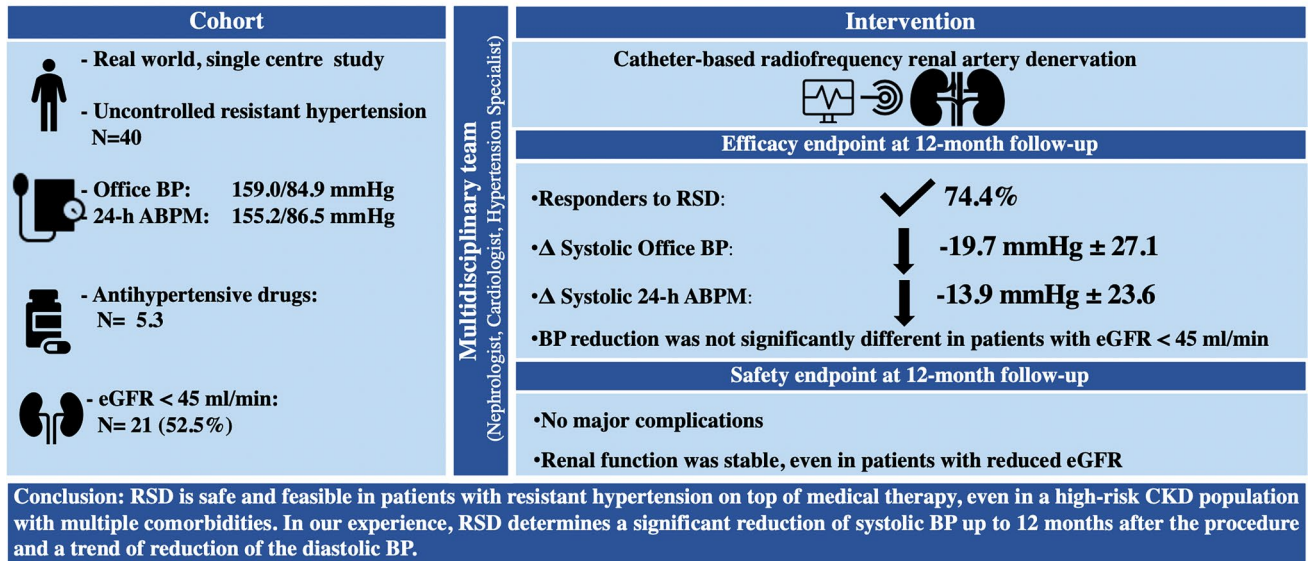 Cohort
- Real world, single centre study
- Uncontrolled resistant hypertension
N=40
- Office BP: 159.0/84.9 mmHg
- 24-h ABPM: 155.2/86.5 mmHg
- Antihypertensive drugs:
N= 5.3
- eGFR < 45 ml/min:
N= 21 (52.5%)
Multidisciplinary team
(Nephrologist, Cardiologist, Hypertension Specialist)
Intervention
Catheter-based radiofrequency renal artery denervation
Efficacy endpoint at 12-month follow-up
•Responders to RSD: 74.4%
•Δ Systolic Office BP: -19.7 mmHg ± 27.1
•Δ Systolic 24-h ABPM: -13.9 mmHg ± 23.6
•BP reduction was not significantly different in patients with eGFR < 45 ml/min
Safety endpoint at 12-month follow-up
•No major complications
•Renal function was stable, even in patients with reduced eGFR
Conclusion: RSD is safe and feasible in patients with resistant hypertension on top of medical therapy, even in a high-risk CKD population
with multiple comorbidities. In our experience, RSD determines a significant reduction of systolic BP up to 12 months after the procedure
and a trend of reduction of the diastolic BP.